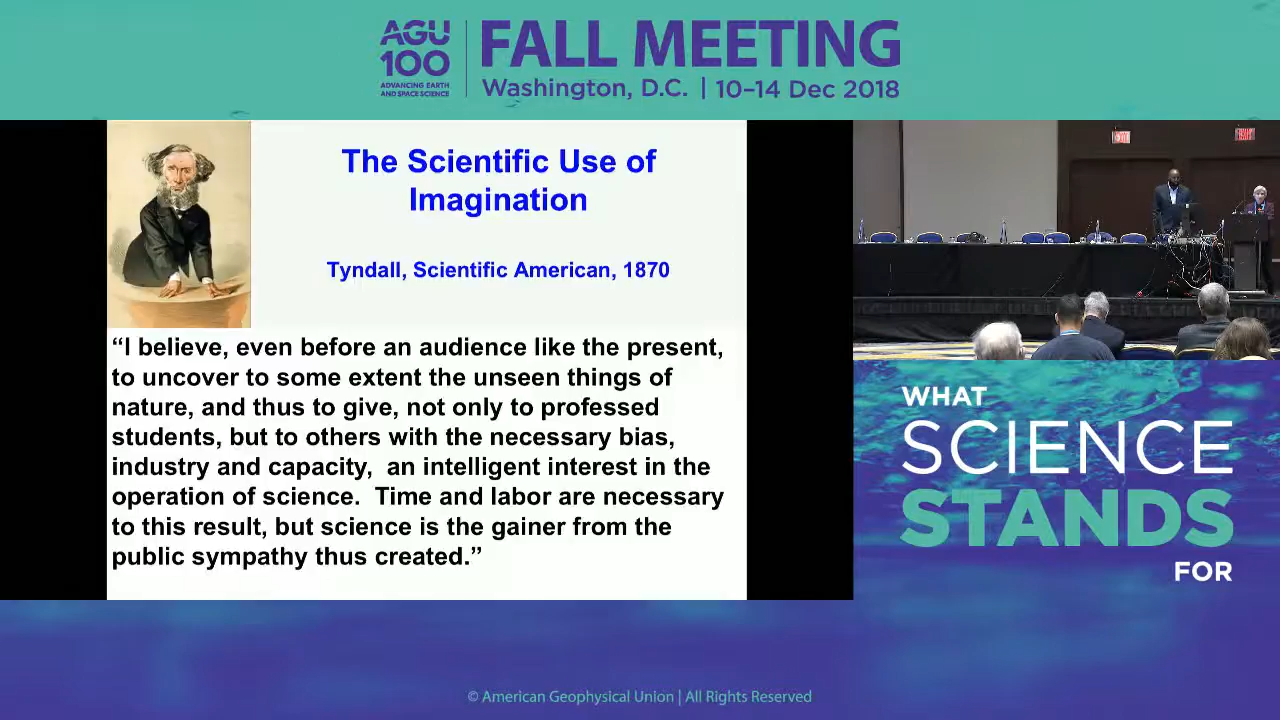 AGU
100
ADVANCING EARTH
AND SPACE SCIENCE
FALL MEETING
Washington, D.C. | 10–14 Dec 2018
The Scientific Use of
Imagination
Tyndall, Scientific American, 1870
“I believe, even before an audience like the present,
to uncover to some extent the unseen things of
nature, and thus to give, not only to professed
students, but to others with the necessary bias,
industry and capacity,  an intelligent interest in the
operation of science.  Time and labor are necessary
to this result, but science is the gainer from the
public sympathy thus created.”
WHAT
SCIENCE
STANDS
FOR
© American Geophysical Union | All Rights Reserved